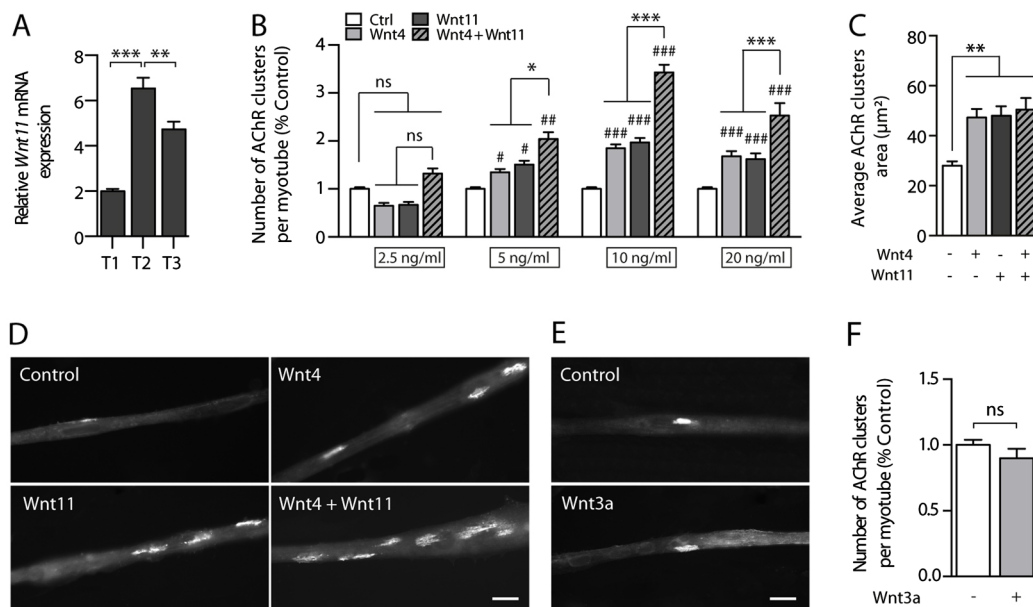 A
Relative Wnt11 mRNA
expression
8
6
4
2
0
***
**
T1 T2 T3
B
Number of AChR clusters
per myotube (% Control)
4
3
2
1
0
Ctrl
Wnt4
Wnt11
Wnt4+Wnt11
ns
ns
*
# # ##
***
### ### ###
***
### ### ###
2.5 ng/ml 5 ng/ml 10 ng/ml 20 ng/ml
C
Average AChR clusters
area (µm²)
80
60
40
20
0
**
Wnt4 - + - +
Wnt11 - - + +
D
Control
Wnt4
Wnt11
Wnt4 + Wnt11
E
Control
Wnt3a
F
Number of AChR clusters
per myotube (% Control)
1.5
1.0
0.5
0.0
ns
Wnt3a - +